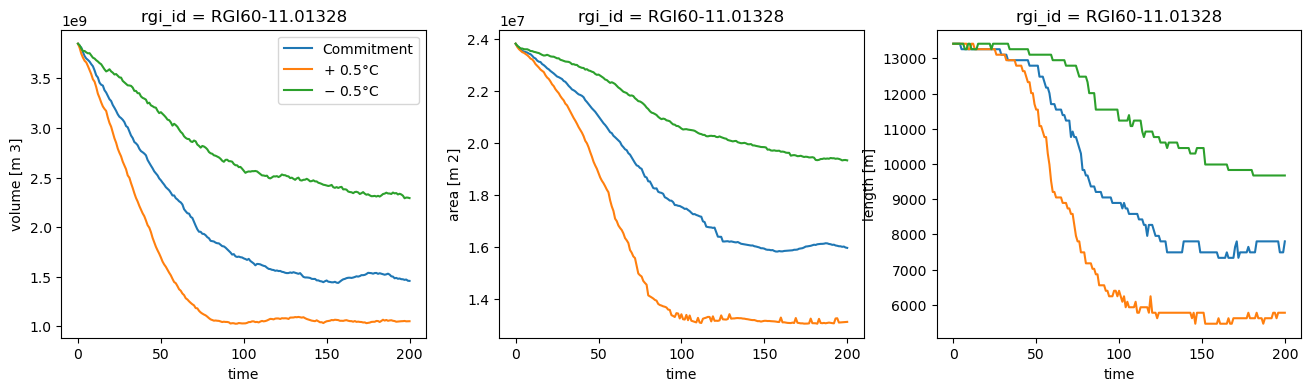 rgi_id = RGI60-11.01328
1e9
volume [m 3]
3.5
3.0
2.5
2.0
1.5
1.0
0
50
100
150
200
time
Commitment
+ 0.5°C
− 0.5°C
rgi_id = RGI60-11.01328
1e7
area [m 2]
2.4
2.2
2.0
1.8
1.6
1.4
0
50
100
150
200
time
rgi_id = RGI60-11.01328
length [m]
13000
12000
11000
10000
9000
8000
7000
6000
0
50
100
150
200
time